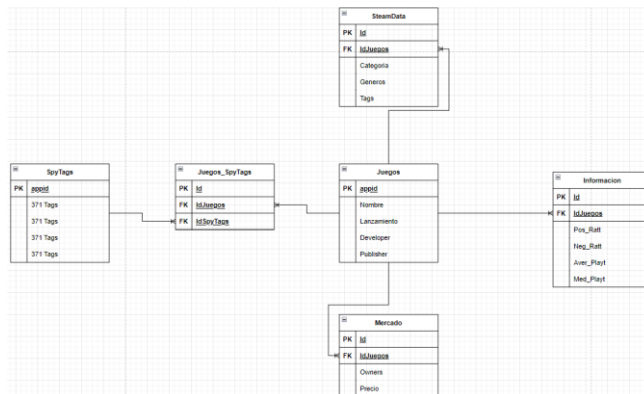 SteamData
PK Id
FK IdJuegos
Categoria
Generos
Tags
SpyTags
PK appid
371 Tags
371 Tags
371 Tags
371 Tags
Juegos_SpyTags
PK Id
FK IdJuegos
FK IdSpyTags
Juegos
PK appid
Nombre
Lanzamiento
Developer
Publisher
Informacion
PK Id
FK IdJuegos
Pos_Ratt
Neg_Ratt
Aver_Playt
Med_Playt
Mercado
PK Id
FK IdJuegos
Owners
Precio